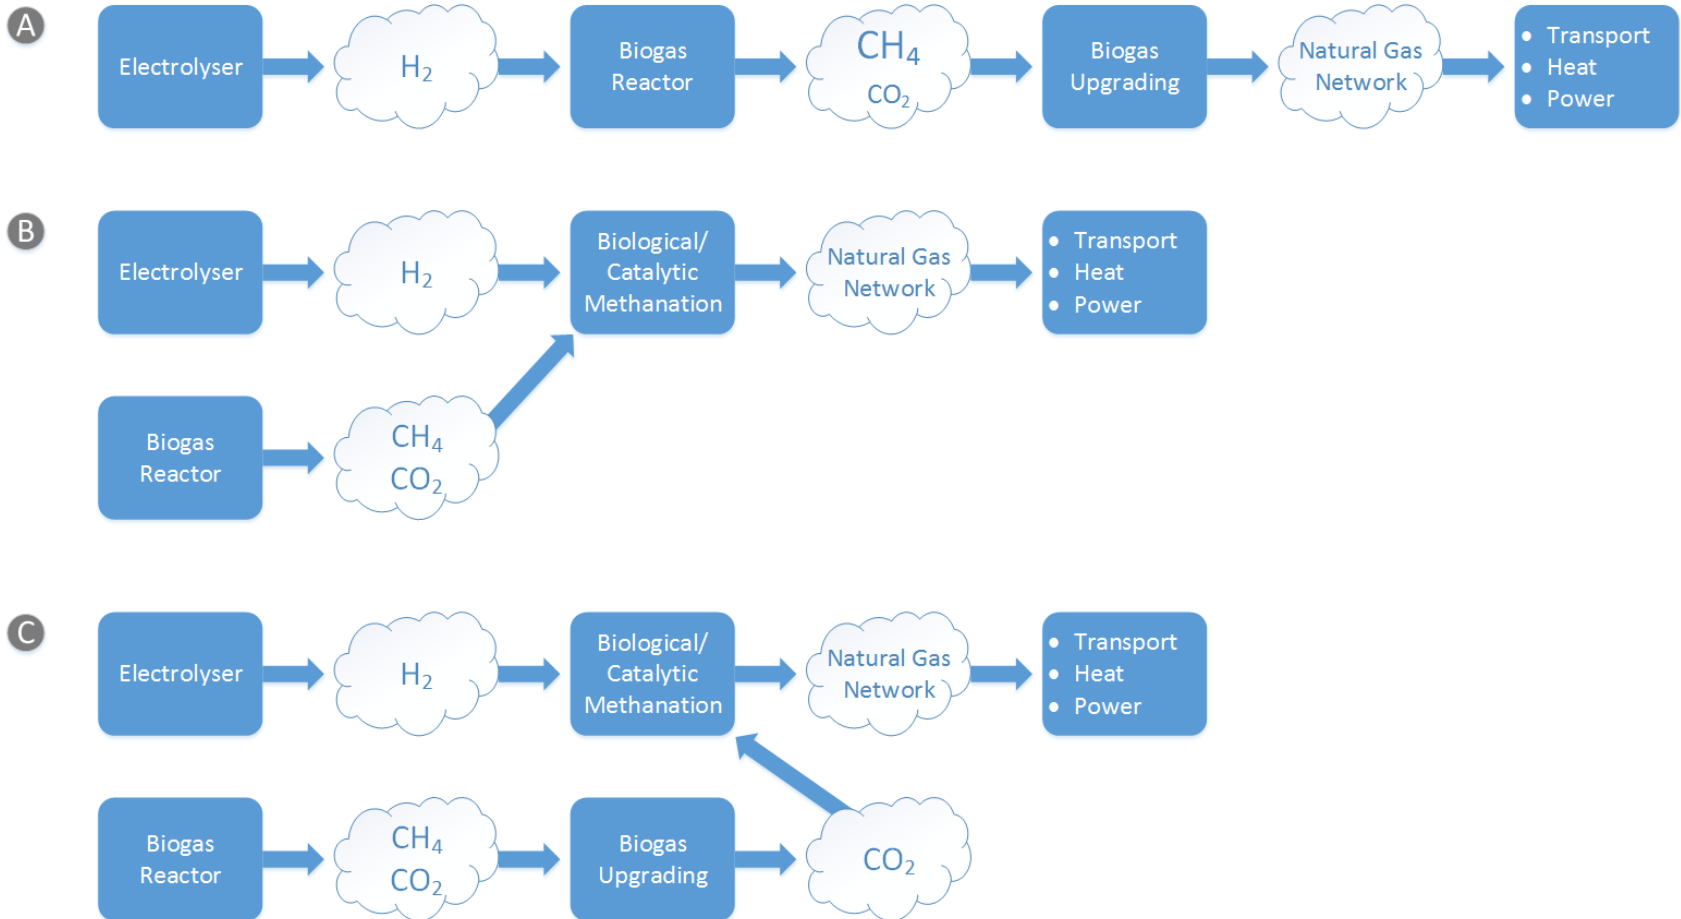 A
Electrolyser
H2
Biogas
Reactor
CH4
CO2
Biogas
Upgrading
Natural Gas
Network
• Transport
• Heat
• Power
B
Electrolyser
H2
Biological/
Catalytic
Methanation
Natural Gas
Network
• Transport
• Heat
• Power
Biogas
Reactor
CH4
CO2
C
Electrolyser
H2
Biological/
Catalytic
Methanation
Natural Gas
Network
• Transport
• Heat
• Power
Biogas
Reactor
CH4
CO2
Biogas
Upgrading
CO2